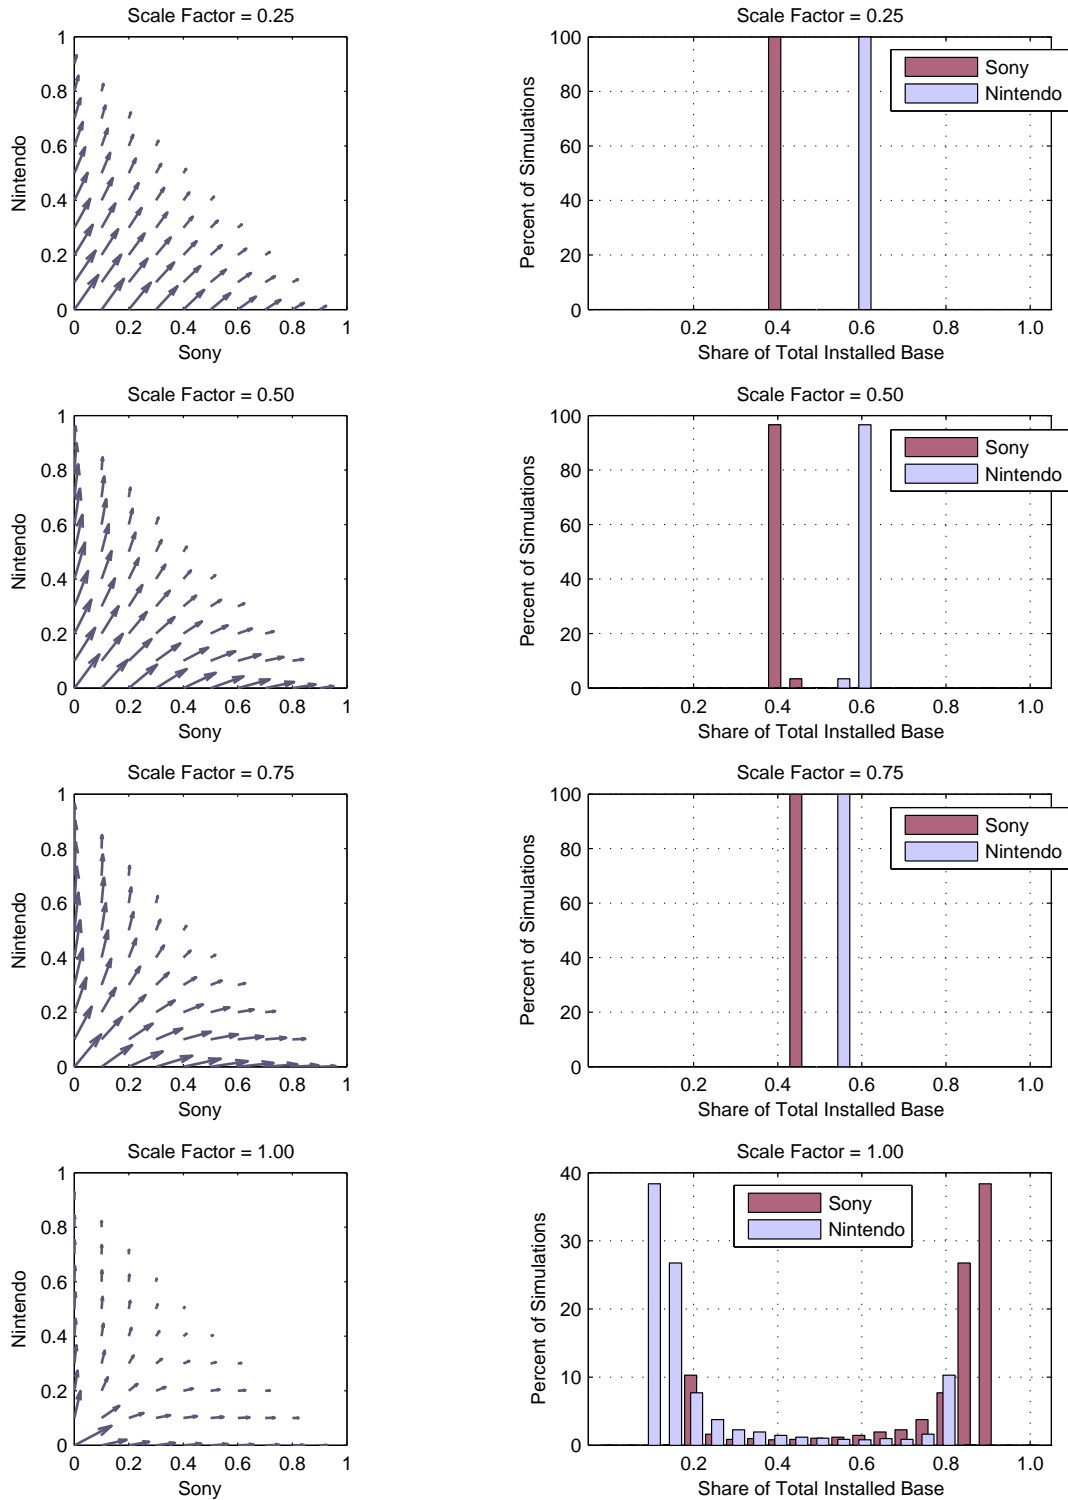 Scale Factor = 0.25
1
0.8
0.6
0.4
0.2
0
Nintendo
0 0.2 0.4 0.6 0.8 1
Sony
Scale Factor = 0.25
100
80
60
40
20
0
Percent of Simulations
Sony
Nintendo
0.2 0.4 0.6 0.8 1.0
Share of Total Installed Base
Scale Factor = 0.50
1
0.8
0.6
0.4
0.2
0
Nintendo
0 0.2 0.4 0.6 0.8 1
Sony
Scale Factor = 0.50
100
80
60
40
20
0
Percent of Simulations
Sony
Nintendo
0.2 0.4 0.6 0.8 1.0
Share of Total Installed Base
Scale Factor = 0.75
1
0.8
0.6
0.4
0.2
0
Nintendo
0 0.2 0.4 0.6 0.8 1
Sony
Scale Factor = 0.75
100
80
60
40
20
0
Percent of Simulations
Sony
Nintendo
0.2 0.4 0.6 0.8 1.0
Share of Total Installed Base
Scale Factor = 1.00
1
0.8
0.6
0.4
0.2
0
Nintendo
0 0.2 0.4 0.6 0.8 1
Sony
Scale Factor = 1.00
40
30
20
10
0
Percent of Simulations
Sony
Nintendo
0.2 0.4 0.6 0.8 1.0
Share of Total Installed Base